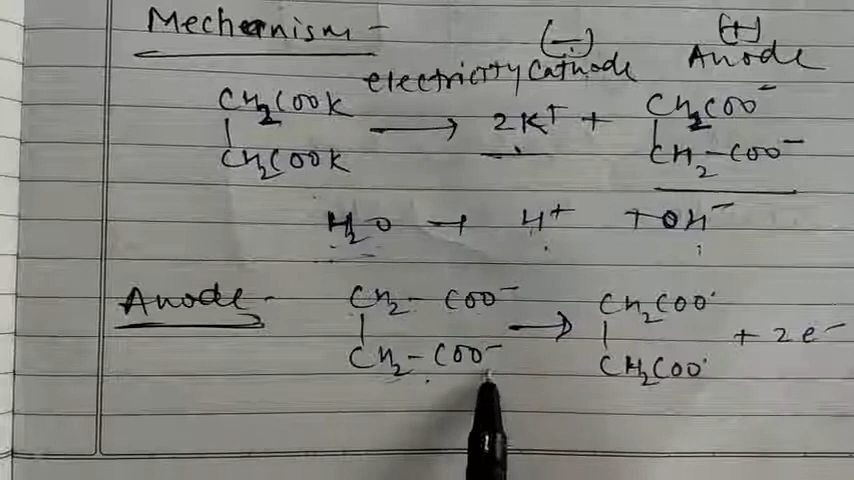 Mechanism -
(-) (+)
electricity Cathode Anode
CH2COOK ⟶ 2K+ + CH2COO-
|
CH2COOK CH2-COO-
H2O → H+ + OH-
Anode - CH2-COO- ⟶ CH2COO· + 2e-
|
CH2-COO- CH2COO·